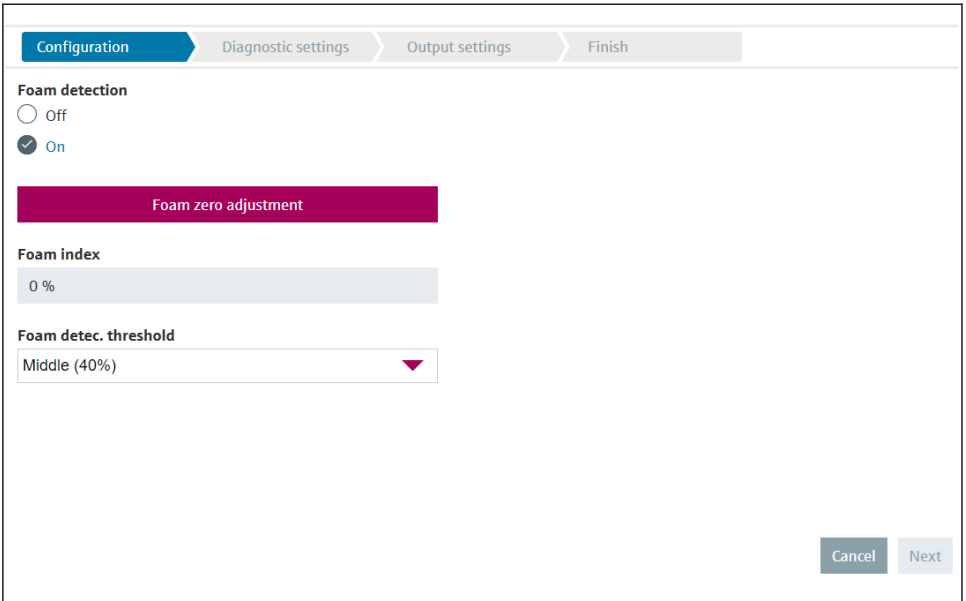 Configuration Diagnostic settings Output settings Finish
Foam detection
Off
On
Foam zero adjustment
Foam index
0 %
Foam detec. threshold
Middle (40%)
Cancel Next